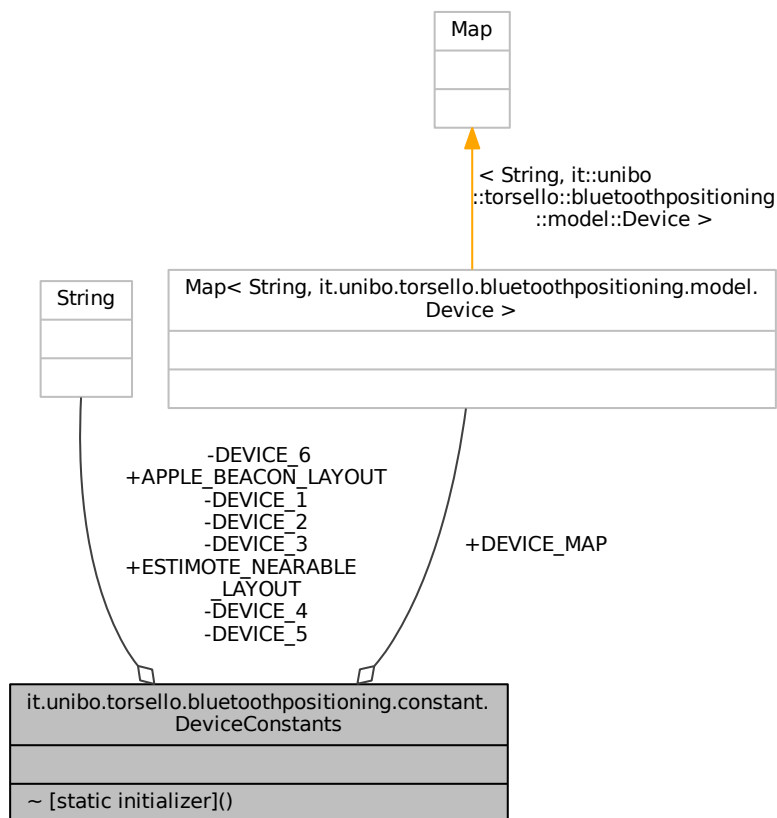 Map
< String, it::unibo
::torsello::bluetoothpositioning
::model::Device >
String
Map< String, it.unibo.torsello.bluetoothpositioning.model.
Device >
-DEVICE_6
+APPLE_BEACON_LAYOUT
-DEVICE_1
-DEVICE_2
-DEVICE_3
+ESTIMOTE_NEARABLE
_LAYOUT
-DEVICE_4
-DEVICE_5
+DEVICE_MAP
it.unibo.torsello.bluetoothpositioning.constant.
DeviceConstants
~ [static initializer]()